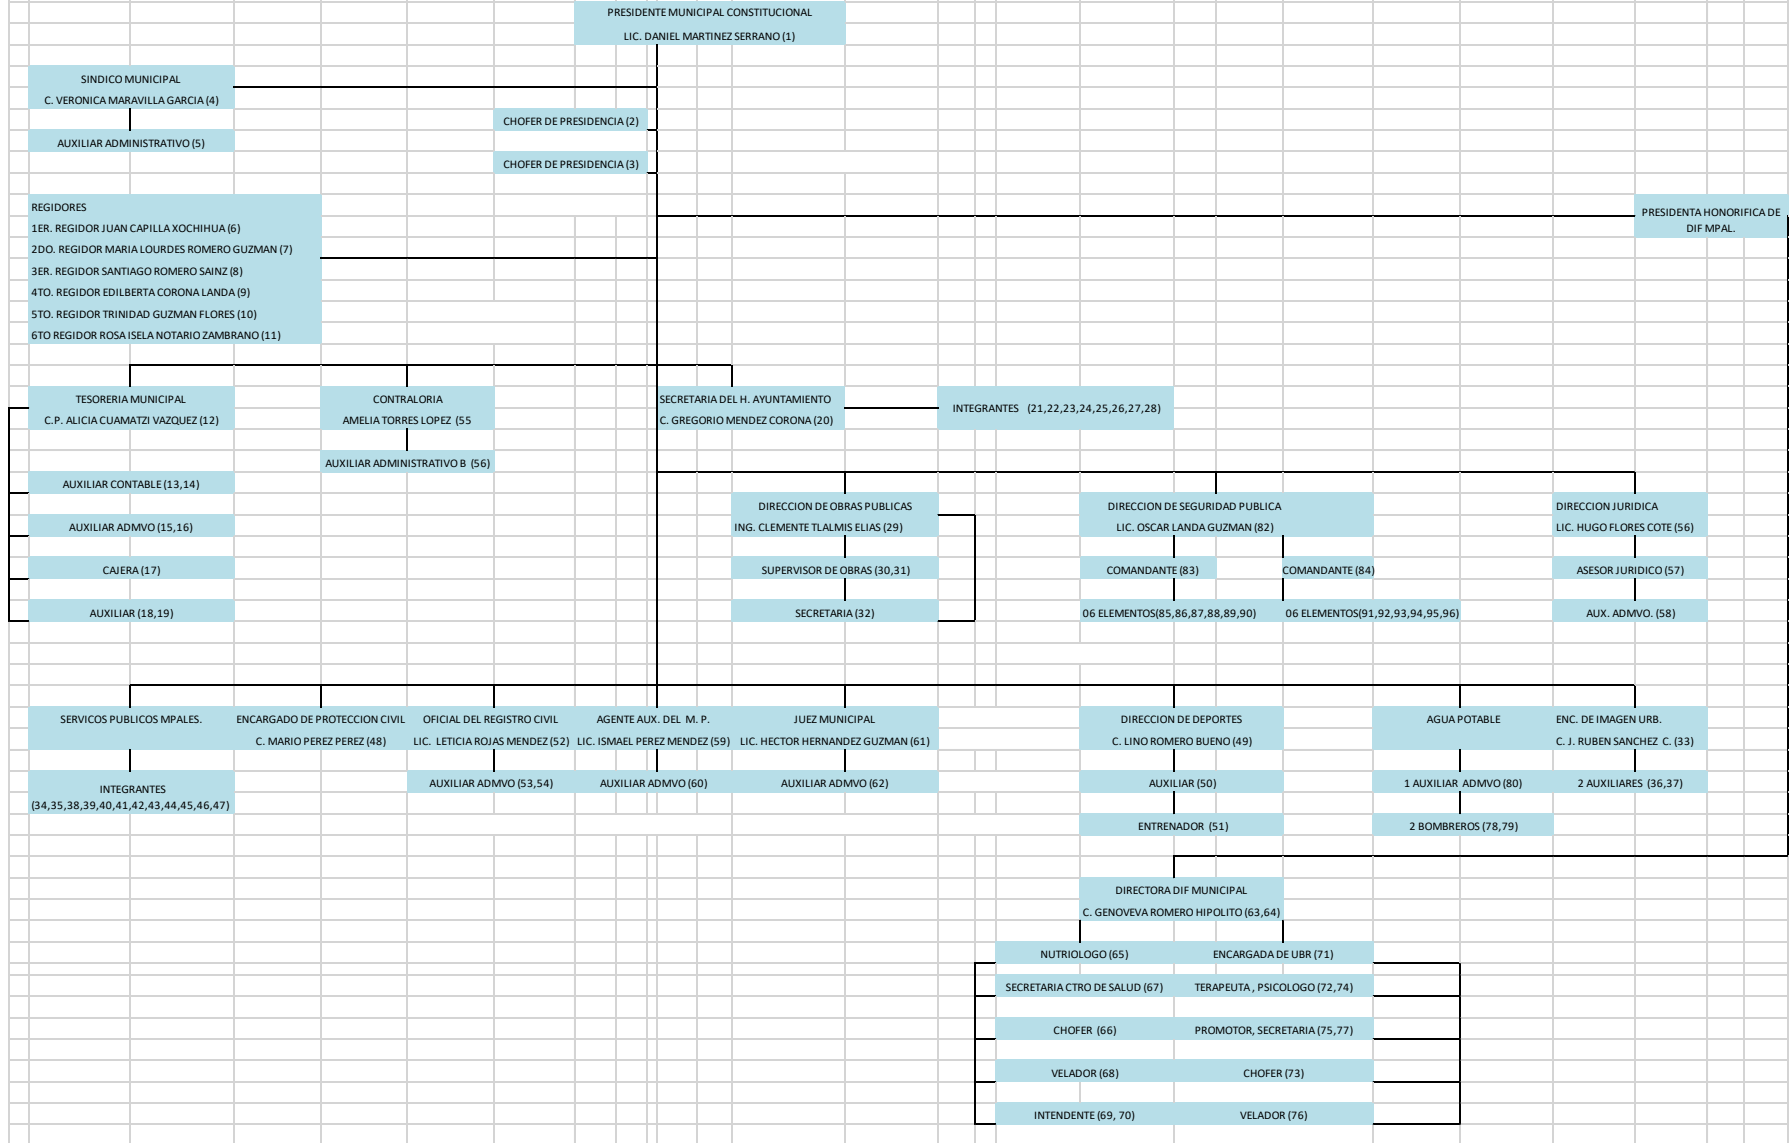 PRESIDENTE MUNICIPAL CONSTITUCIONAL
LIC. DANIEL MARTINEZ SERRANO (1)
SINDICO MUNICIPAL
C. VERONICA MARAVILLA GARCIA (4)
CHOFER DE PRESIDENCIA (2)
AUXILIAR ADMINISTRATIVO (5)
CHOFER DE PRESIDENCIA (3)
REGIDORES
1ER. REGIDOR JUAN CAPILLA XOCHIHUA (6)
2DO. REGIDOR MARIA LOURDES ROMERO GUZMAN (7)
3ER. REGIDOR SANTIAGO ROMERO SAINZ (8)
4TO. REGIDOR EDILBERTA CORONA LANDA (9)
5TO. REGIDOR TRINIDAD GUZMAN FLORES (10)
6TO REGIDOR ROSA ISELA NOTARIO ZAMBRANO (11)
PRESIDENTA HONORIFICA DE
DIF MPAL.
TESORERIA MUNICIPAL
C.P. ALICIA CUAMATZI VAZQUEZ (12)
CONTRALORIA
AMELIA TORRES LOPEZ (55
SECRETARIA DEL H. AYUNTAMIENTO
C. GREGORIO MENDEZ CORONA (20)
INTEGRANTES (21,22,23,24,25,26,27,28)
AUXILIAR ADMINISTRATIVO B (56)
AUXILIAR CONTABLE (13,14)
AUXILIAR ADMVO (15,16)
CAJERA (17)
AUXILIAR (18,19)
DIRECCION DE OBRAS PUBLICAS
ING. CLEMENTE TLALMIS ELIAS (29)
SUPERVISOR DE OBRAS (30,31)
SECRETARIA (32)
DIRECCION DE SEGURIDAD PUBLICA
LIC. OSCAR LANDA GUZMAN (82)
COMANDANTE (83)
COMANDANTE (84)
06 ELEMENTOS(85,86,87,88,89,90)
06 ELEMENTOS(91,92,93,94,95,96)
DIRECCION JURIDICA
LIC. HUGO FLORES COTE (56)
ASESOR JURIDICO (57)
AUX. ADMVO. (58)
SERVICOS PUBLICOS MPALES.
INTEGRANTES
(34,35,38,39,40,41,42,43,44,45,46,47)
ENCARGADO DE PROTECCION CIVIL
C. MARIO PEREZ PEREZ (48)
OFICIAL DEL REGISTRO CIVIL
LIC. LETICIA ROJAS MENDEZ (52)
AUXILIAR ADMVO (53,54)
AGENTE AUX. DEL M. P.
LIC. ISMAEL PEREZ MENDEZ (59)
AUXILIAR ADMVO (60)
JUEZ MUNICIPAL
LIC. HECTOR HERNANDEZ GUZMAN (61)
AUXILIAR ADMVO (62)
DIRECCION DE DEPORTES
C. LINO ROMERO BUENO (49)
AUXILIAR (50)
ENTRENADOR (51)
AGUA POTABLE
1 AUXILIAR ADMVO (80)
2 BOMBREROS (78,79)
ENC. DE IMAGEN URB.
C. J. RUBEN SANCHEZ C. (33)
2 AUXILIARES (36,37)
DIRECTORA DIF MUNICIPAL
C. GENOVEVA ROMERO HIPOLITO (63,64)
NUTRIOLOGO (65)
ENCARGADA DE UBR (71)
SECRETARIA CTRO DE SALUD (67)
TERAPEUTA , PSICOLOGO (72,74)
CHOFER (66)
PROMOTOR, SECRETARIA (75,77)
VELADOR (68)
CHOFER (73)
INTENDENTE (69, 70)
VELADOR (76)